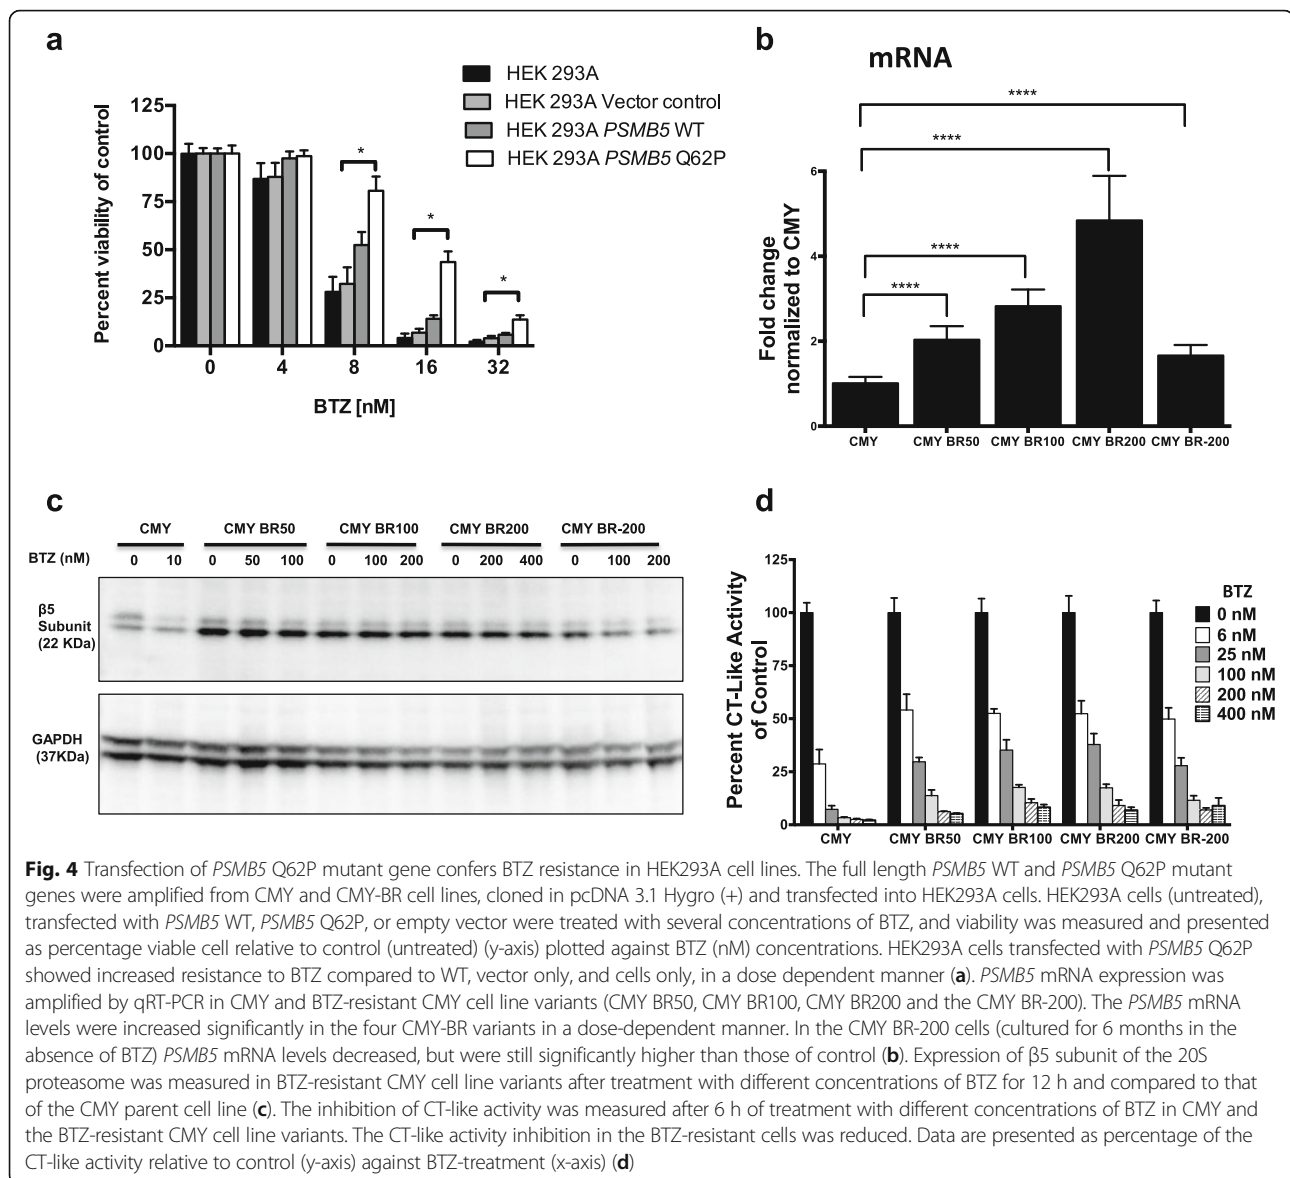 a
HEK 293A
HEK 293A Vector control
HEK 293A PSMB5 WT
HEK 293A PSMB5 Q62P
Percent viability of control
125
100
75
50
25
0
*
*
*
0 4 8 16 32
BTZ [nM]
b
mRNA
****
****
****
****
Fold change
normalized to CMY
6
4
2
0
CMY CMY BR50 CMY BR100 CMY BR200 CMY BR-200
c
CMY CMY BR50 CMY BR100 CMY BR200 CMY BR-200
BTZ (nM) 0 10 0 50 100 0 100 200 0 200 400 0 100 200
β5
Subunit
(22 KDa)
GAPDH
(37KDa)
d
Percent CT-Like Activity
of Control
125
100
75
50
25
0
BTZ
0 nM
6 nM
25 nM
100 nM
200 nM
400 nM
CMY CMY BR50 CMY BR100 CMY BR200 CMY BR-200
Fig. 4 Transfection of PSMB5 Q62P mutant gene confers BTZ resistance in HEK293A cell lines. The full length PSMB5 WT and PSMB5 Q62P mutant
genes were amplified from CMY and CMY-BR cell lines, cloned in pcDNA 3.1 Hygro (+) and transfected into HEK293A cells. HEK293A cells (untreated),
transfected with PSMB5 WT, PSMB5 Q62P, or empty vector were treated with several concentrations of BTZ, and viability was measured and presented
as percentage viable cell relative to control (untreated) (y-axis) plotted against BTZ (nM) concentrations. HEK293A cells transfected with PSMB5 Q62P
showed increased resistance to BTZ compared to WT, vector only, and cells only, in a dose dependent manner (a). PSMB5 mRNA expression was
amplified by qRT-PCR in CMY and BTZ-resistant CMY cell line variants (CMY BR50, CMY BR100, CMY BR200 and the CMY BR-200). The PSMB5 mRNA
levels were increased significantly in the four CMY-BR variants in a dose-dependent manner. In the CMY BR-200 cells (cultured for 6 months in the
absence of BTZ) PSMB5 mRNA levels decreased, but were still significantly higher than those of control (b). Expression of β5 subunit of the 20S
proteasome was measured in BTZ-resistant CMY cell line variants after treatment with different concentrations of BTZ for 12 h and compared to that
of the CMY parent cell line (c). The inhibition of CT-like activity was measured after 6 h of treatment with different concentrations of BTZ in CMY and
the BTZ-resistant CMY cell line variants. The CT-like activity inhibition in the BTZ-resistant cells was reduced. Data are presented as percentage of the
CT-like activity relative to control (y-axis) against BTZ-treatment (x-axis) (d)